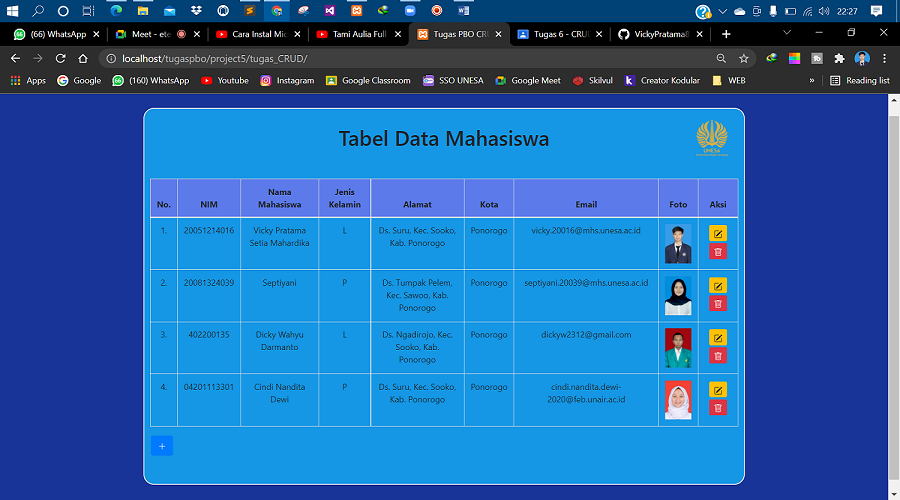 22:27
(66) WhatsApp
Meet - ete
Cara Instal Mic
Tami Aulia Full
Tugas PBO CRU
Tugas 6 - CRUD
VickyPratama8
localhost/tugaspbo/project5/tugas_CRUD/
Apps
Google
(160) WhatsApp
Youtube
Instagram
Google Classroom
SSO UNESA
Google Meet
Skilvul
Creator Kodular
WEB
»
Reading list
Tabel Data Mahasiswa
UNESA
No.
NIM
Nama
Mahasiswa
Jenis
Kelamin
Alamat
Kota
Email
Foto
Aksi
1.
20051214016
Vicky Pratama
Setia Mahardika
L
Ds. Suru, Kec. Sooko,
Kab. Ponorogo
Ponorogo
vicky.20016@mhs.unesa.ac.id
2.
20081324039
Septiyani
P
Ds. Tumpak Pelem,
Kec. Sawoo, Kab.
Ponorogo
Ponorogo
septiyani.20039@mhs.unesa.ac.id
3.
402200135
Dicky Wahyu
Darmanto
L
Ds. Ngadirojo, Kec.
Sooko, Kab.
Ponorogo
Ponorogo
dickyw2312@gmail.com
4.
04201113301
Cindi Nandita
Dewi
P
Ds. Suru, Kec. Sooko,
Kab. Ponorogo
Ponorogo
cindi.nandita.dewi-
2020@feb.unair.ac.id
+